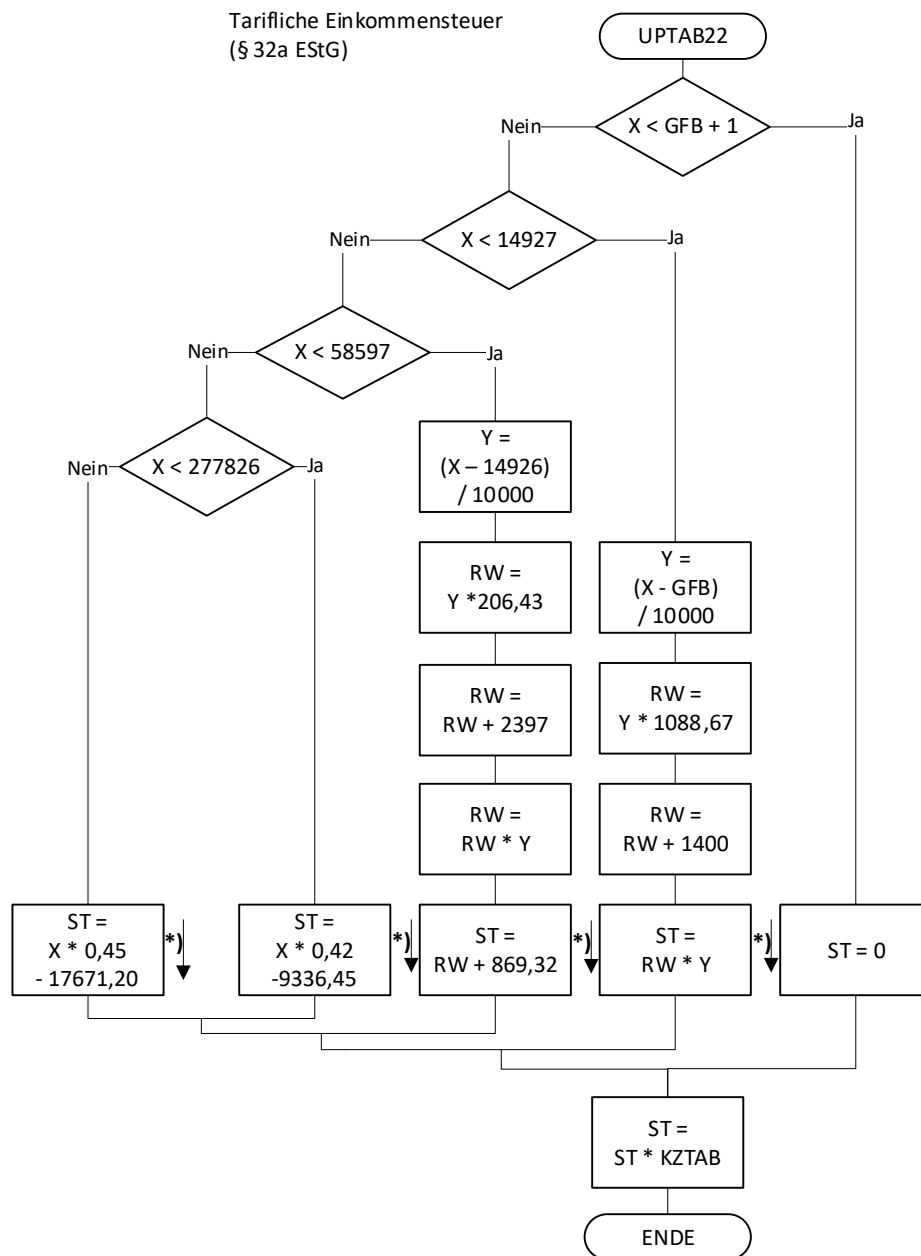 Tarifliche Einkommensteuer
(§ 32a EStG)
UPTAB22
X < GFB + 1
Nein
Ja
X < 14927
Nein
Ja
X < 58597
Nein
Ja
X < 277826
Nein
Ja
Y =
(X – 14926)
/ 10000
RW =
Y *206,43
RW =
RW + 2397
RW =
RW * Y
Y =
(X - GFB)
/ 10000
RW =
Y * 1088,67
RW =
RW + 1400
ST =
X * 0,45
- 17671,20
*)
ST =
X * 0,42
-9336,45
*)
ST =
RW + 869,32
*)
ST =
RW * Y
*)
ST = 0
ST =
ST * KZTAB
ENDE